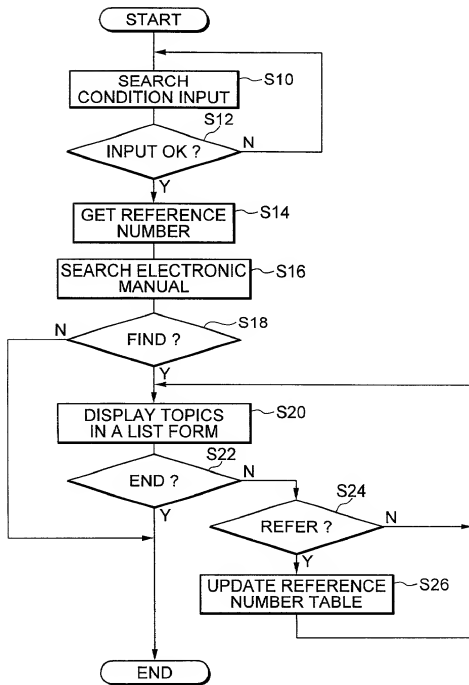 START
SEARCH
CONDITION INPUT
S10
S12
INPUT OK ?
N
Y
GET REFERENCE
NUMBER
S14
SEARCH ELECTRONIC
MANUAL
S16
S18
N
FIND ?
Y
DISPLAY TOPICS
IN A LIST FORM
S20
S22
END ?
N
Y
S24
REFER ?
N
Y
UPDATE REFERENCE
NUMBER TABLE
S26
END